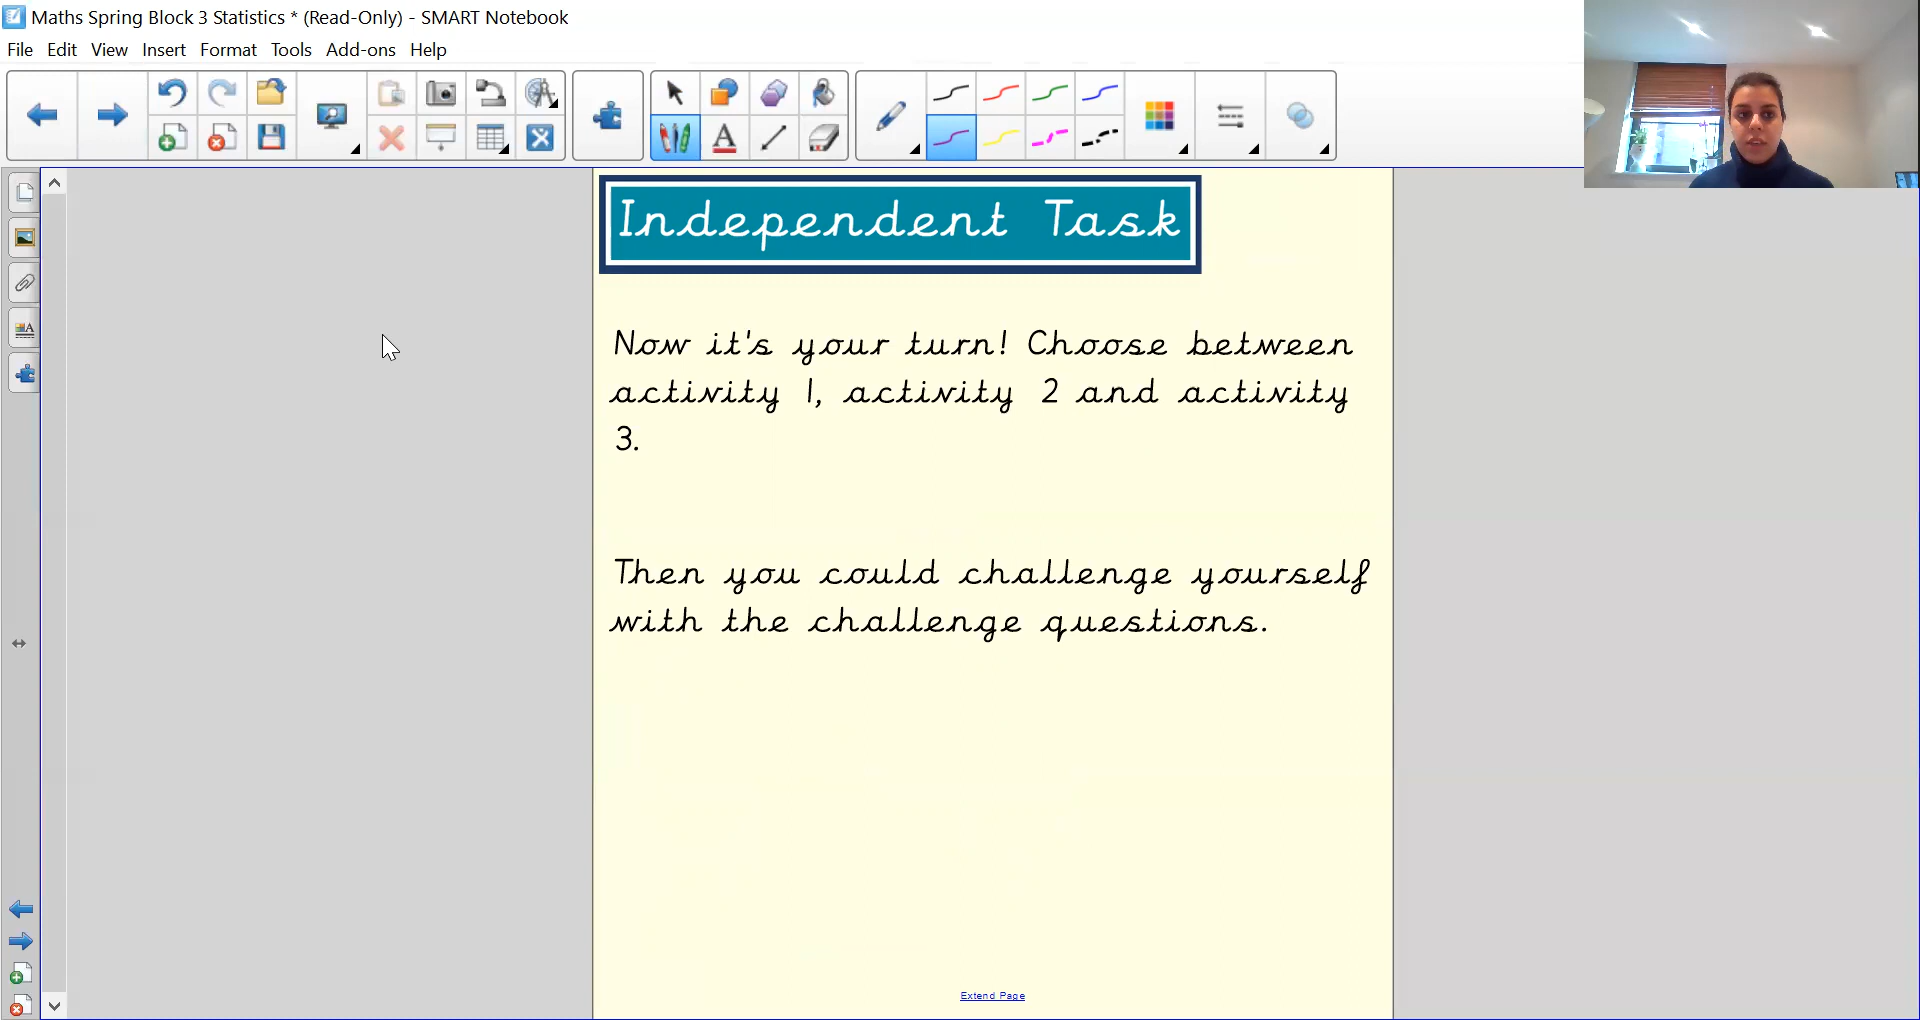 Maths Spring Block 3 Statistics * (Read-Only) - SMART Notebook
File Edit View Insert Format Tools Add-ons Help
Independent Task
Now it's your turn! Choose between
activity 1, activity 2 and activity
3.
Then you could challenge yourself
with the challenge questions.
Extend Page